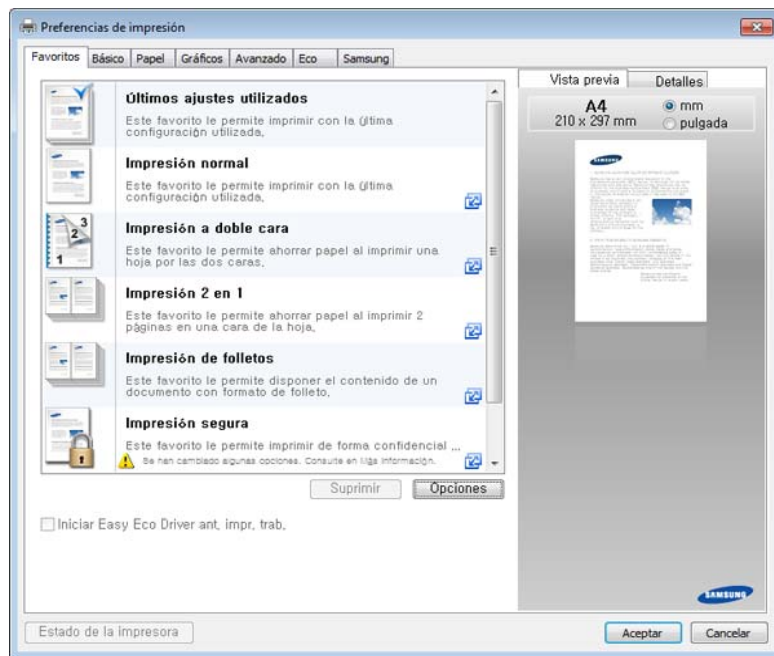 Preferencias de impresión
Favoritos Básico Papel Gráficos Avanzado Eco Samsung
Últimos ajustes utilizados
Este favorito le permite imprimir con la última
configuración utilizada,
Impresión normal
Este favorito le permite imprimir con la última
configuración utilizada,
Impresión a doble cara
Este favorito le permite ahorrar papel al imprimir una
hoja por las dos caras,
Impresión 2 en 1
Este favorito le permite ahorrar papel al imprimir 2
páginas en una cara de la hoja,
Impresión de folletos
Este favorito le permite disponer el contenido de un
documento con formato de folleto,
Impresión segura
Este favorito le permite imprimir de forma confidencial ...
Se han cambiado algunas opciones. Consulte en Más información.
Suprimir Opciones
Iniciar Easy Eco Driver ant, impr, trab,
Vista previa Detalles
A4
210 x 297 mm
mm
pulgada
SAMSUNG
1
2
3
SAMSUNG
Estado de la impresora
Aceptar Cancelar